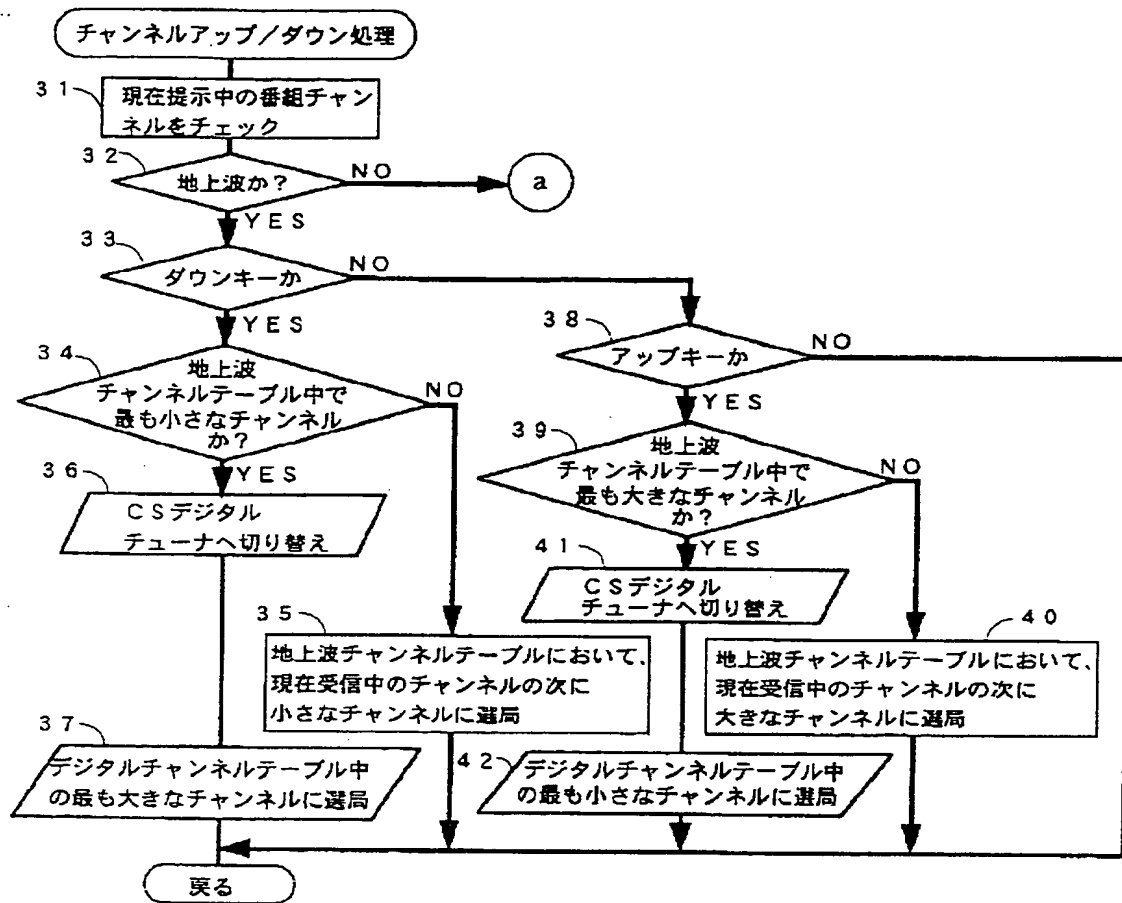 チャンネルアップ／ダウン処理
３１
現在提示中の番組チャン
ネルをチェック
３２
地上波か？
ＮＯ
a
ＹＥＳ
３３
ダウンキーか
ＮＯ
ＹＥＳ
３４
地上波
チャンネルテーブル中で
最も小さなチャンネル
か？
ＮＯ
ＹＥＳ
３６
ＣＳデジタル
チューナへ切り替え
３５
地上波チャンネルテーブルにおいて、
現在受信中のチャンネルの次に
小さなチャンネルに選局
３７
デジタルチャンネルテーブル中
の最も大きなチャンネルに選局
３８
アップキーか
ＮＯ
ＹＥＳ
３９
地上波
チャンネルテーブル中で
最も大きなチャンネル
か？
ＮＯ
ＹＥＳ
４１
ＣＳデジタル
チューナへ切り替え
４０
地上波チャンネルテーブルにおいて、
現在受信中のチャンネルの次に
大きなチャンネルに選局
４２
デジタルチャンネルテーブル中
の最も小さなチャンネルに選局
戻る